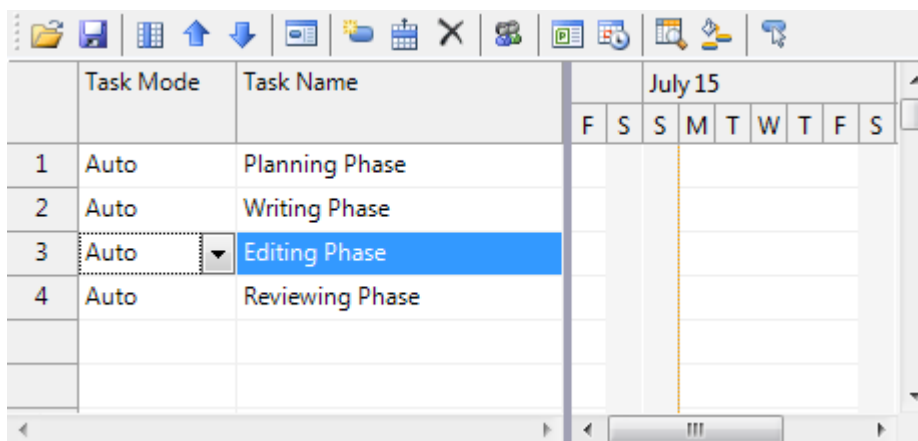 Task Mode Task Name July 15
F S S M T W T F S
1 Auto Planning Phase
2 Auto Writing Phase
3 Auto Editing Phase
4 Auto Reviewing Phase